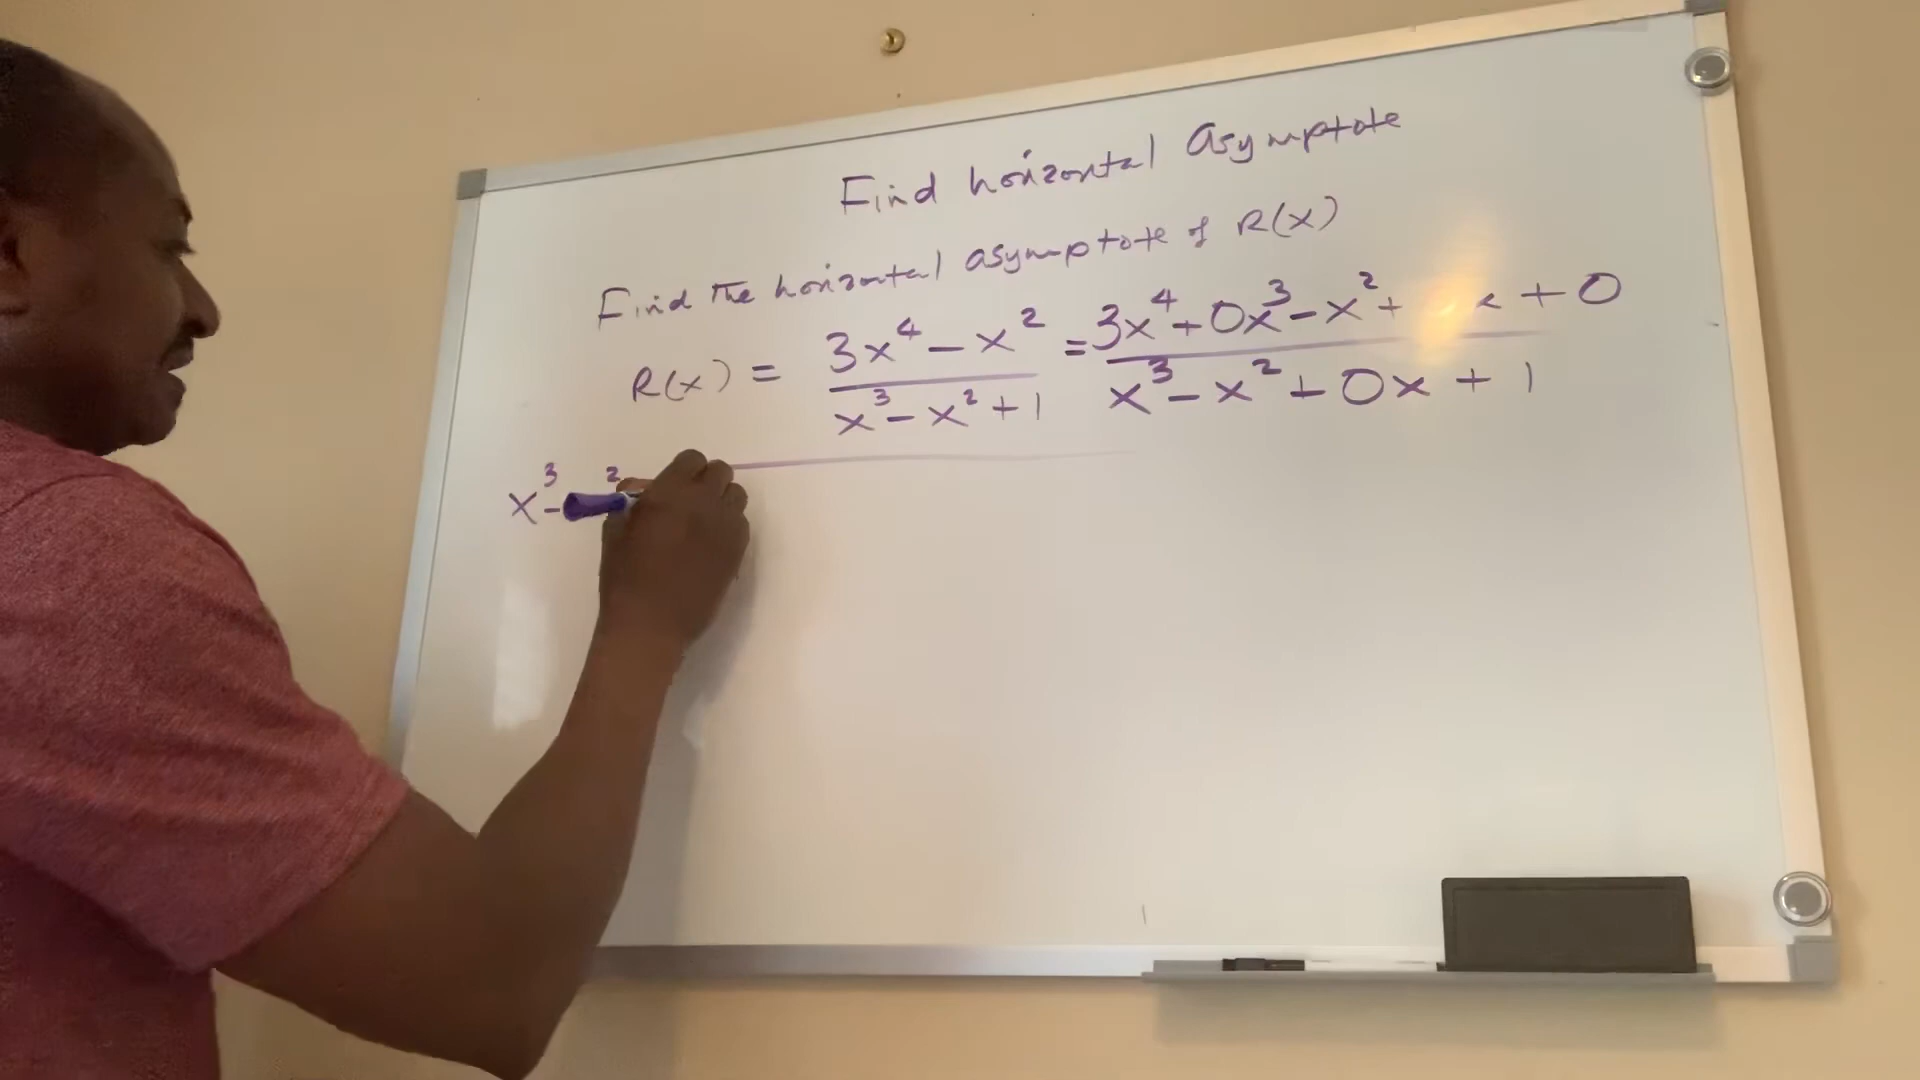 Find horizontal Asymptote
Find The horizontal asymptote of R(x)
R(x) = (3x⁴ - x²)/(x³ - x² + 1) = (3x⁴ + 0x³ - x² + x + 0)/(x³ - x² + 0x + 1)
x³ - ²